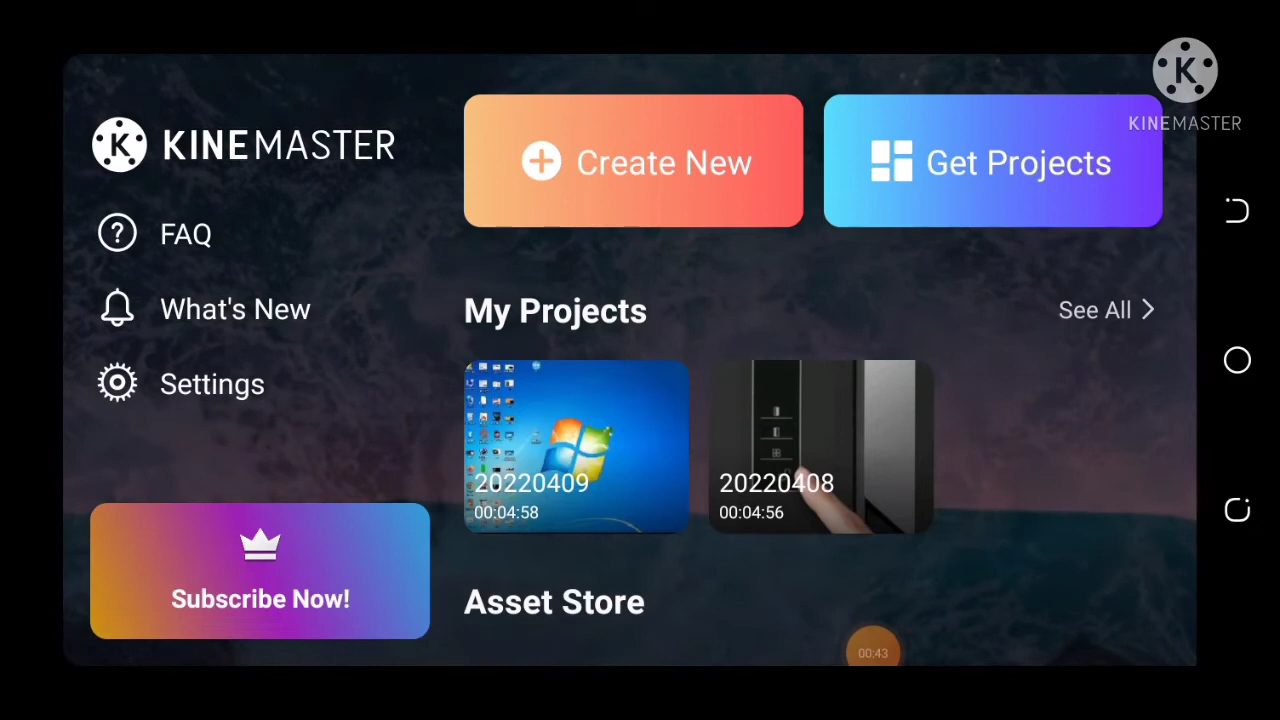 KINEMASTER
FAQ
What's New
Settings
Subscribe Now!
Create New
Get Projects
KINEMASTER
My Projects
See All
20220409
00:04:58
20220408
00:04:56
Asset Store
00:43